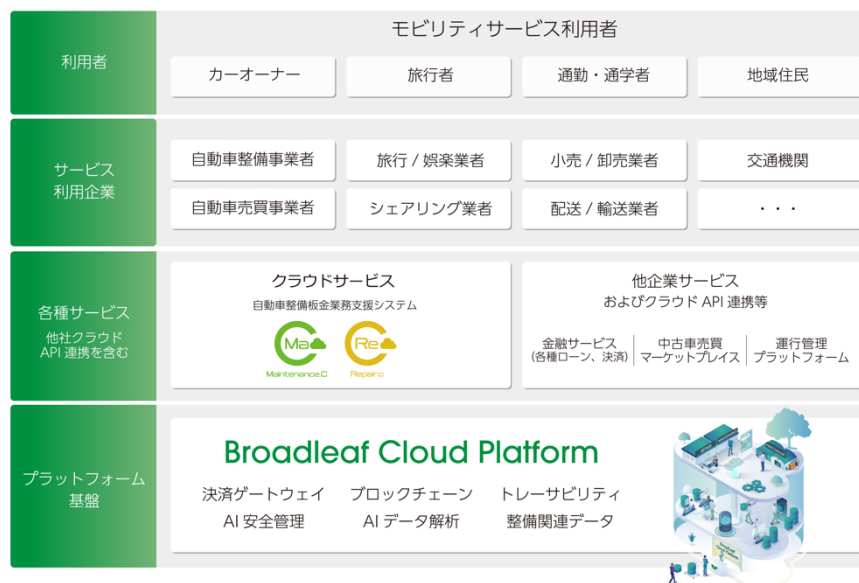 モビリティサービス利用者
利用者
カーオーナー
旅行者
通勤・通学者
地域住民
サービス
利用企業
自動車整備事業者
旅行 / 娯楽業者
小売 / 卸売業者
交通機関
自動車売買事業者
シェアリング業者
配送 / 輸送業者
・・・
各種サービス
他社クラウド
API 連携を含む
クラウドサービス
自動車整備板金業務支援システム
Ma
Maintenance.C
Re
Repair.c
他企業サービス
およびクラウド API 連携等
金融サービス
(各種ローン、決済)
中古車売買
マーケットプレイス
運行管理
プラットフォーム
プラットフォーム
基盤
Broadleaf Cloud Platform
決済ゲートウェイ
ブロックチェーン
トレーサビリティ
AI 安全管理
AI データ解析
整備関連データ
Broadleaf
Cloud Platform